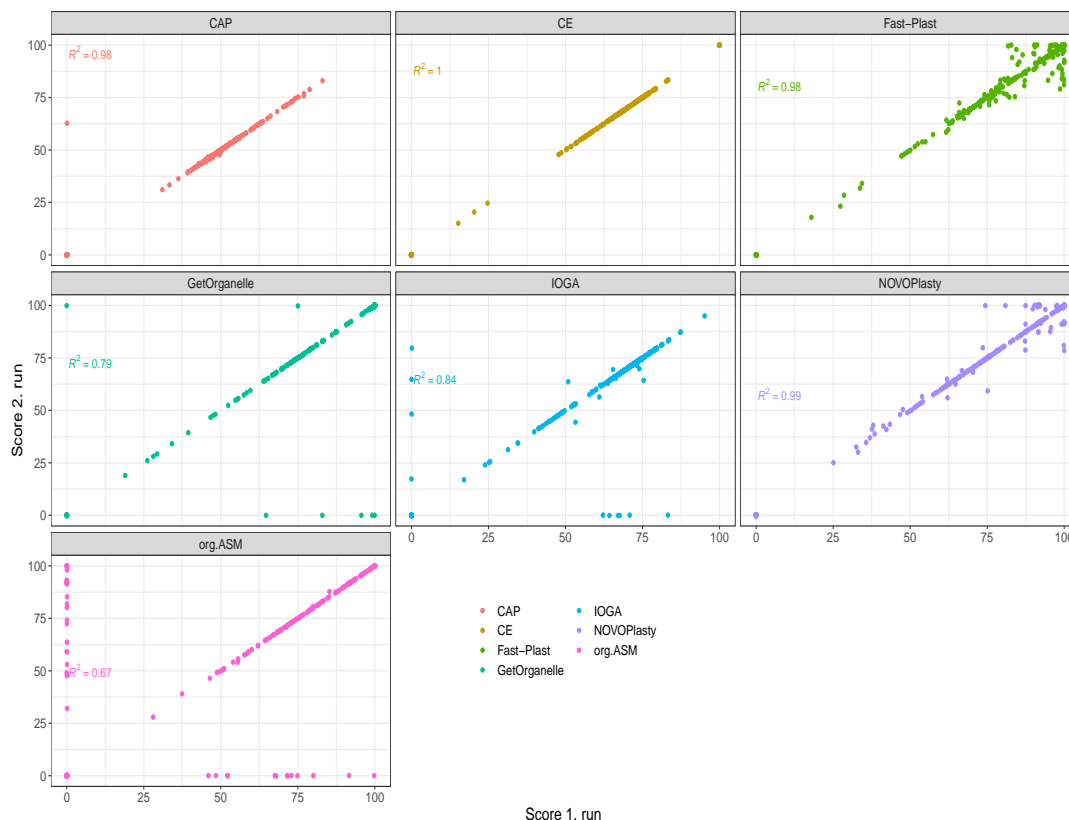 CAP
CE
Fast−Plast
100
75
50
25
0
R² = 0.98
R² = 1
R² = 0.98
GetOrganelle
IOGA
NOVOPlasty
100
75
50
25
0
R² = 0.79
R² = 0.84
R² = 0.99
0 25 50 75 100
0 25 50 75 100
org.ASM
100
75
50
25
0
R² = 0.67
0 25 50 75 100
Score 2. run
Score 1. run
CAP
CE
Fast−Plast
GetOrganelle
IOGA
NOVOPlasty
org.ASM